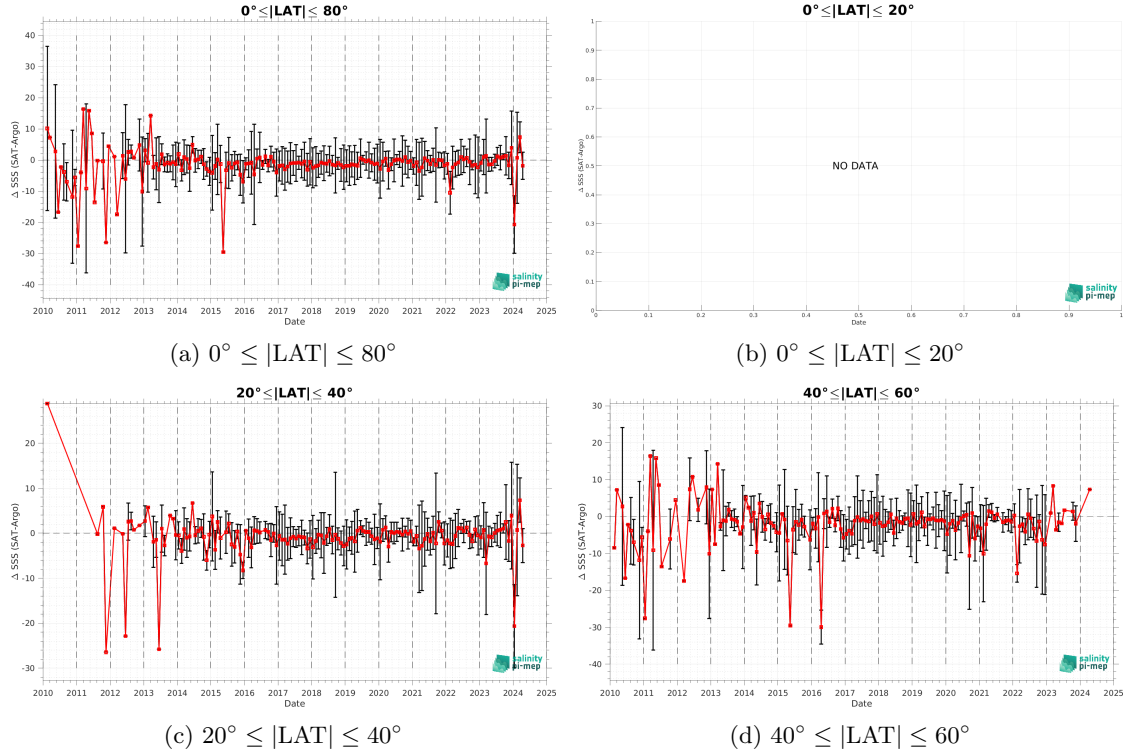 0°≤|LAT|≤ 80°
Δ SSS (SAT-Argo)
40
30
20
10
0
-10
-20
-30
-40
2010 2011 2012 2013 2014 2015 2016 2017 2018 2019 2020 2021 2022 2023 2024 2025
Date
salinity
pi-mep
(a) 0° ≤ |LAT| ≤ 80°
0°≤|LAT|≤ 20°
Δ SSS (SAT-Argo)
1
0.9
0.8
0.7
0.6
0.5
0.4
0.3
0.2
0.1
0
NO DATA
0 0.1 0.2 0.3 0.4 0.5 0.6 0.7 0.8 0.9 1
Date
salinity
pi-mep
(b) 0° ≤ |LAT| ≤ 20°
20°≤|LAT|≤ 40°
Δ SSS (SAT-Argo)
20
10
0
-10
-20
-30
2010 2011 2012 2013 2014 2015 2016 2017 2018 2019 2020 2021 2022 2023 2024 2025
Date
salinity
pi-mep
(c) 20° ≤ |LAT| ≤ 40°
40°≤|LAT|≤ 60°
Δ SSS (SAT-Argo)
30
20
10
0
-10
-20
-30
-40
2010 2011 2012 2013 2014 2015 2016 2017 2018 2019 2020 2021 2022 2023 2024 2025
Date
salinity
pi-mep
(d) 40° ≤ |LAT| ≤ 60°